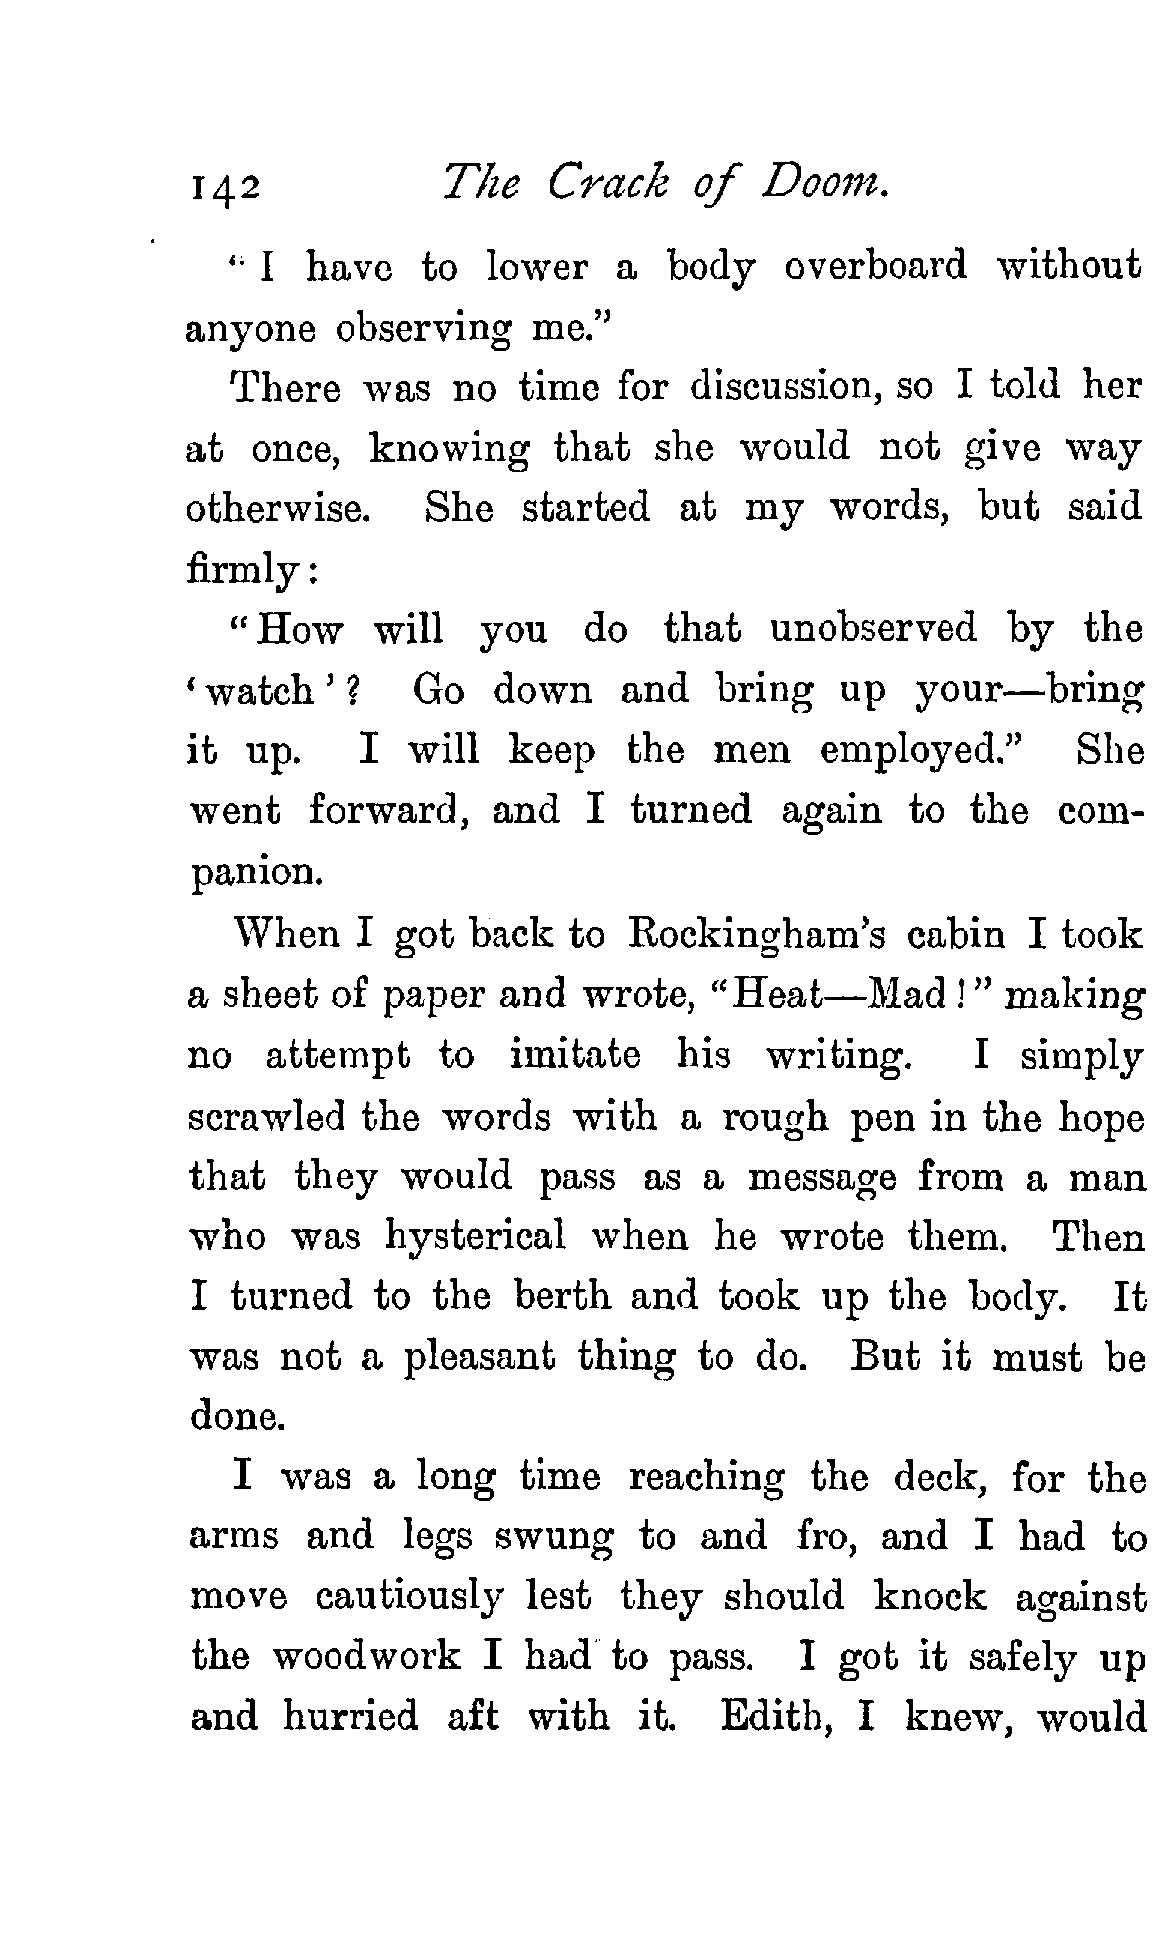 142 The Crack of Doom.
" I have to lower a body overboard without
anyone observing me."
There was no time for discussion, so I told her
at once, knowing that she would not give way
otherwise. She started at my words, but said
firmly:
"How will you do that unobserved by the
'watch'? Go down and bring up your—bring
it up. I will keep the men employed." She
went forward, and I turned again to the com-
panion.
When I got back to Rockingham's cabin I took
a sheet of paper and wrote, "Heat—Mad!" making
no attempt to imitate his writing. I simply
scrawled the words with a rough pen in the hope
that they would pass as a message from a man
who was hysterical when he wrote them. Then
I turned to the berth and took up the body. It
was not a pleasant thing to do. But it must be
done.
I was a long time reaching the deck, for the
arms and legs swung to and fro, and I had to
move cautiously lest they should knock against
the woodwork I had to pass. I got it safely up
and hurried aft with it. Edith, I knew, would